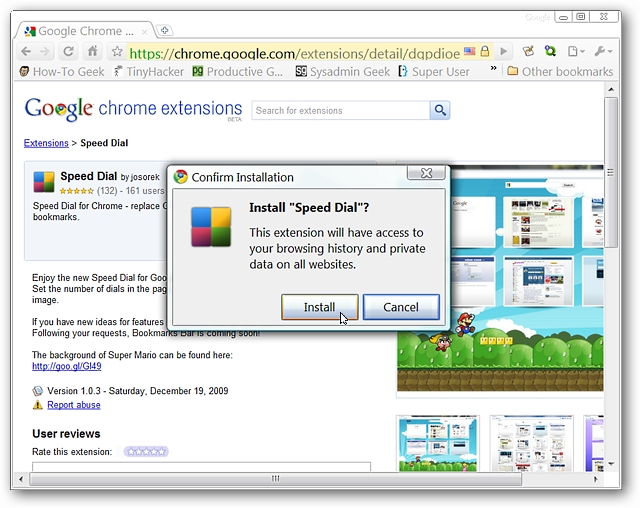 Google
Google Chrome ...
https://chrome.google.com/extensions/detail/dgpdioe
How-To Geek
TinyHacker
Productive G...
Sysadmin Geek
Super User
»
Other bookmarks
Google chrome extensions
BETA
Search for extensions
Extensions > Speed Dial
Speed Dial by josorek
(132) - 161 users
Speed Dial for Chrome - replace G
bookmarks.
Confirm Installation
Install "Speed Dial"?
This extension will have access to
your browsing history and private
data on all websites.
Install
Cancel
Enjoy the new Speed Dial for Goo
Set the number of dials in the pag
image.
If you have new ideas for features
Following your requests, Bookmarks Bar is coming soon!
The background of Super Mario can be found here:
http://goo.gl/GI49
Version 1.0.3 - Saturday, December 19, 2009
Report abuse
User reviews
Rate this extension: